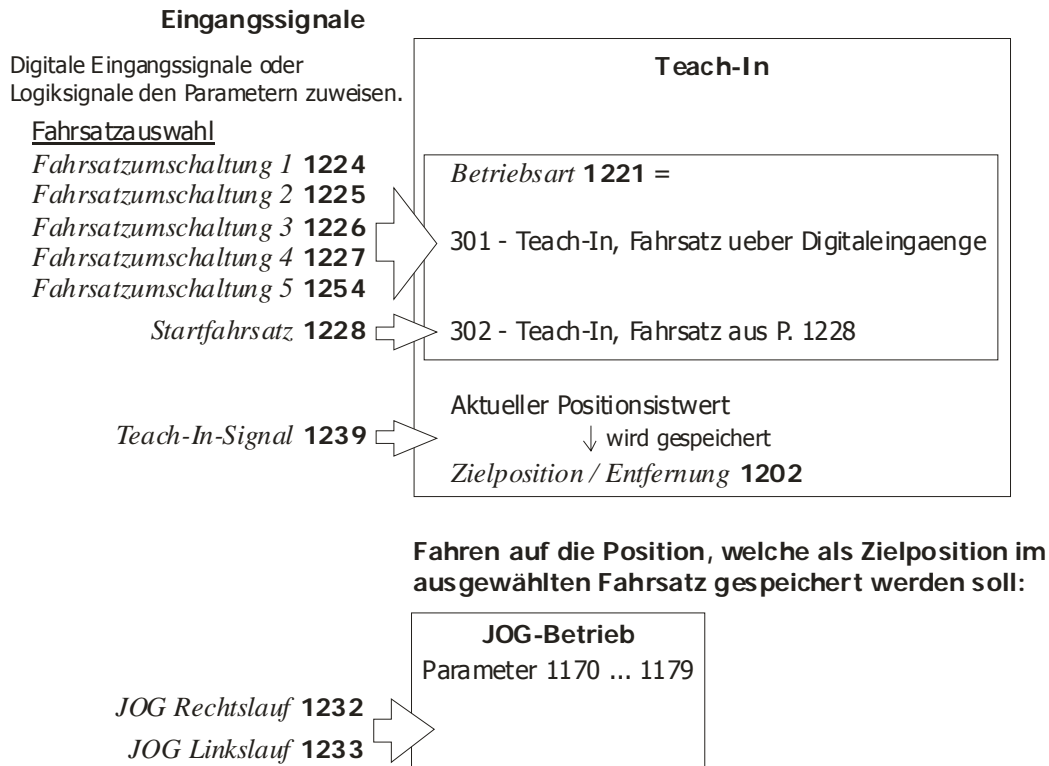 Eingangssignale
Digitale Eingangssignale oder
Logiksignale den Parametern zuweisen.
Fahrsatzauswahl
Fahrsatzumschaltung 1 1224
Fahrsatzumschaltung 2 1225
Fahrsatzumschaltung 3 1226
Fahrsatzumschaltung 4 1227
Fahrsatzumschaltung 5 1254
Startfahrsatz 1228
Teach-In-Signal 1239
Teach-In
Betriebsart 1221 =
301 - Teach-In, Fahrsatz ueber Digitaleingaenge
302 - Teach-In, Fahrsatz aus P. 1228
Aktueller Positionsistwert
↓ wird gespeichert
Zielposition / Entfernung 1202
Fahren auf die Position, welche als Zielposition im
ausgewählten Fahrsatz gespeichert werden soll:
JOG-Betrieb
Parameter 1170 ... 1179
JOG Rechtslauf 1232
JOG Linkslauf 1233